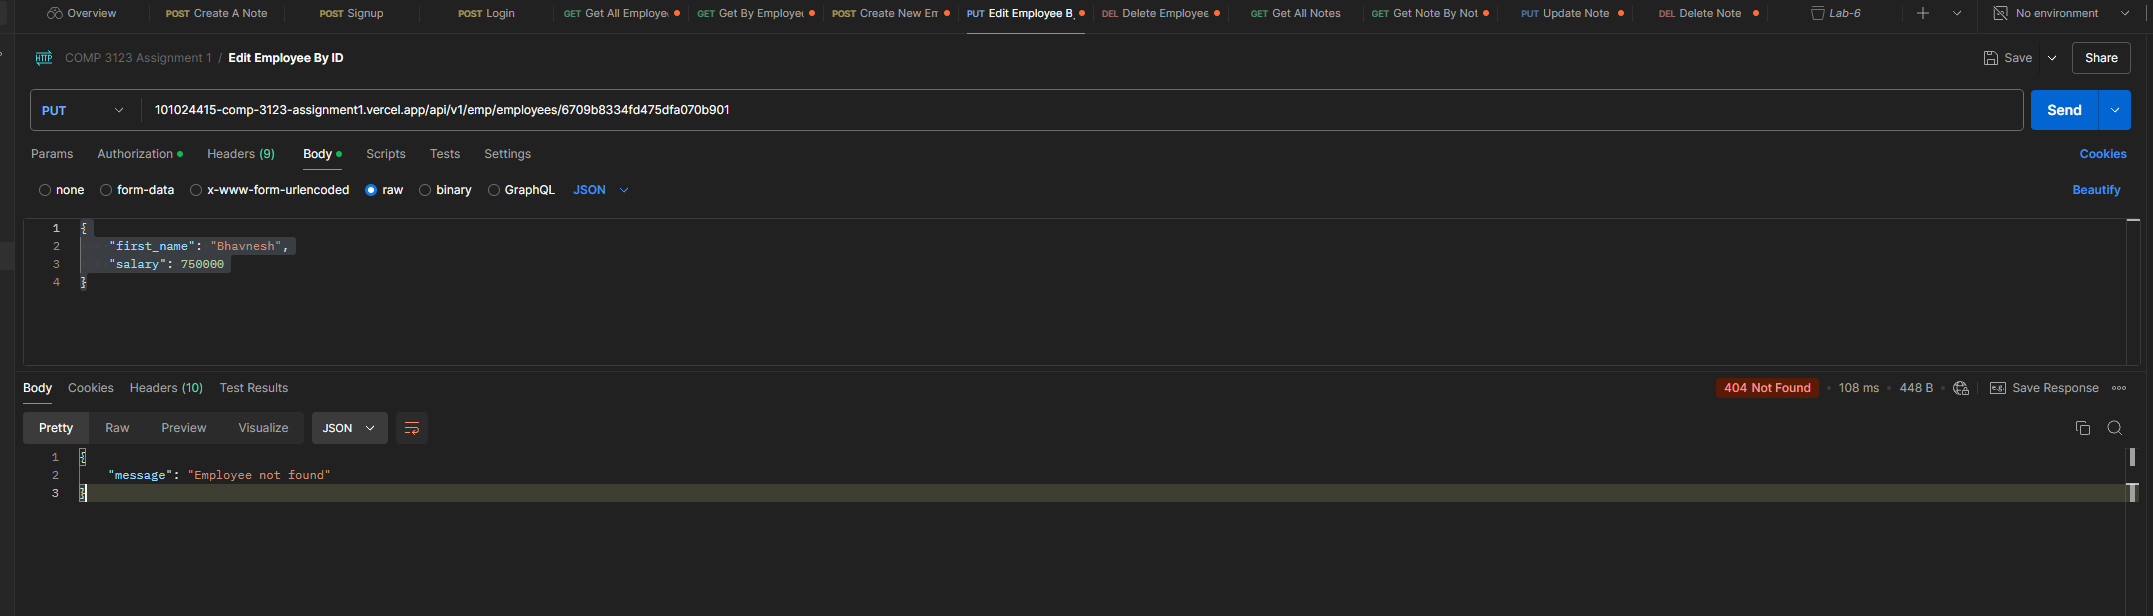 Overview POST Create A Note POST Signup POST Login GET Get All Employe GET Get By Employe POST Create New Em PUT Edit Employee B DEL Delete Employee GET Get All Notes GET Get Note By Not PUT Update Note DEL Delete Note Lab-6 No environment
HTTP COMP 3123 Assignment 1 / Edit Employee By ID Save Share
PUT 101024415-comp-3123-assignment1.vercel.app/api/v1/emp/employees/6709b8334fd475dfa070b901 Send
Params Authorization Headers (9) Body Scripts Tests Settings Cookies
none form-data x-www-form-urlencoded raw binary GraphQL JSON Beautify
1 {
2 "first_name": "Bhavnesh",
3 "salary": 750000
4 }
Body Cookies Headers (10) Test Results 404 Not Found 108 ms 448 B e.g. Save Response
Pretty Raw Preview Visualize JSON
1 {
2 "message": "Employee not found"
3 }